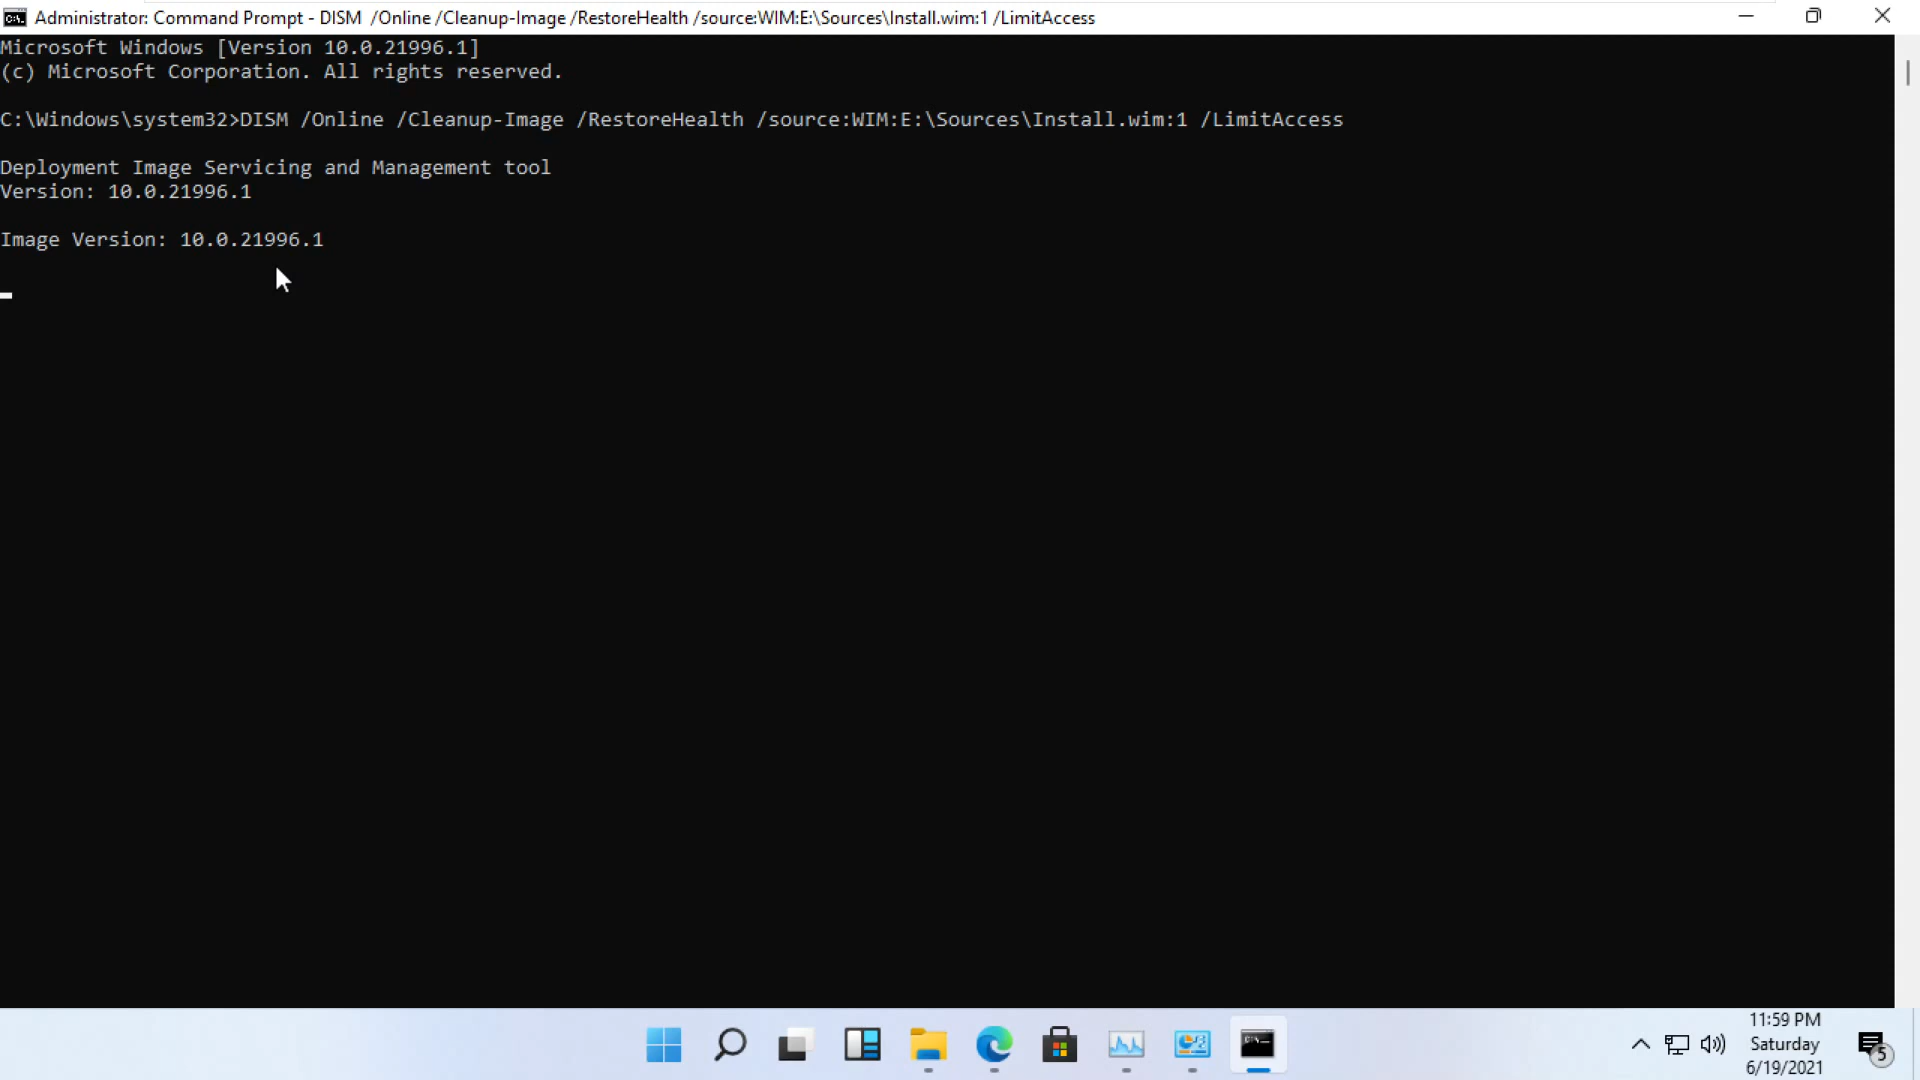 Administrator: Command Prompt - DISM /Online /Cleanup-Image /RestoreHealth /source:WIM:E:\Sources\Install.wim:1 /LimitAccess
Microsoft Windows [Version 10.0.21996.1]
(c) Microsoft Corporation. All rights reserved.
C:\Windows\system32>DISM /Online /Cleanup-Image /RestoreHealth /source:WIM:E:\Sources\Install.wim:1 /LimitAccess
Deployment Image Servicing and Management tool
Version: 10.0.21996.1
Image Version: 10.0.21996.1
11:59 PM
Saturday
6/19/2021
5